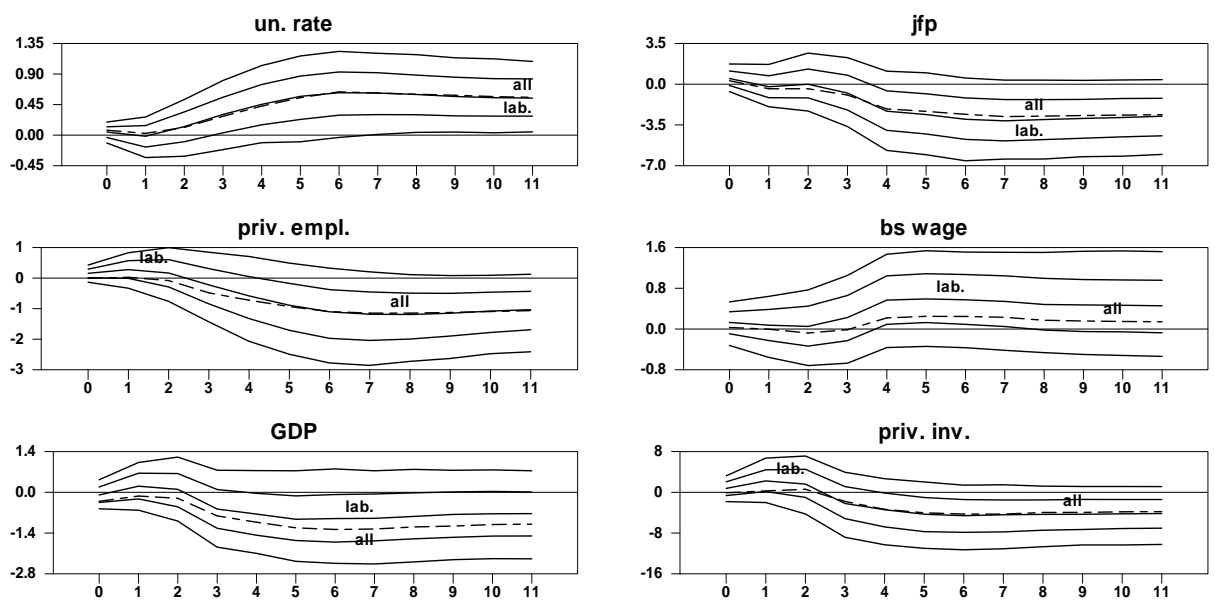 un. rate
1.35
0.90
0.45
0.00
-0.45
all
lab.
0 1 2 3 4 5 6 7 8 9 10 11
jfp
3.5
0.0
-3.5
-7.0
all
lab.
0 1 2 3 4 5 6 7 8 9 10 11
priv. empl.
1
0
-1
-2
-3
lab.
all
0 1 2 3 4 5 6 7 8 9 10 11
bs wage
1.6
0.8
0.0
-0.8
lab.
all
0 1 2 3 4 5 6 7 8 9 10 11
GDP
1.4
0.0
-1.4
-2.8
lab.
all
0 1 2 3 4 5 6 7 8 9 10 11
priv. inv.
8
0
-8
-16
lab.
all
0 1 2 3 4 5 6 7 8 9 10 11